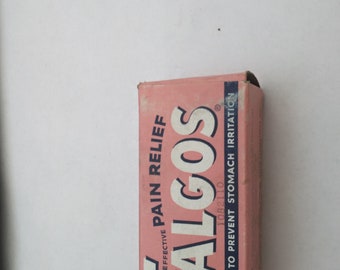 EFFECTIVE PAIN RELIEF
ALGOS®
TO PREVENT STOMACH IRRITATION